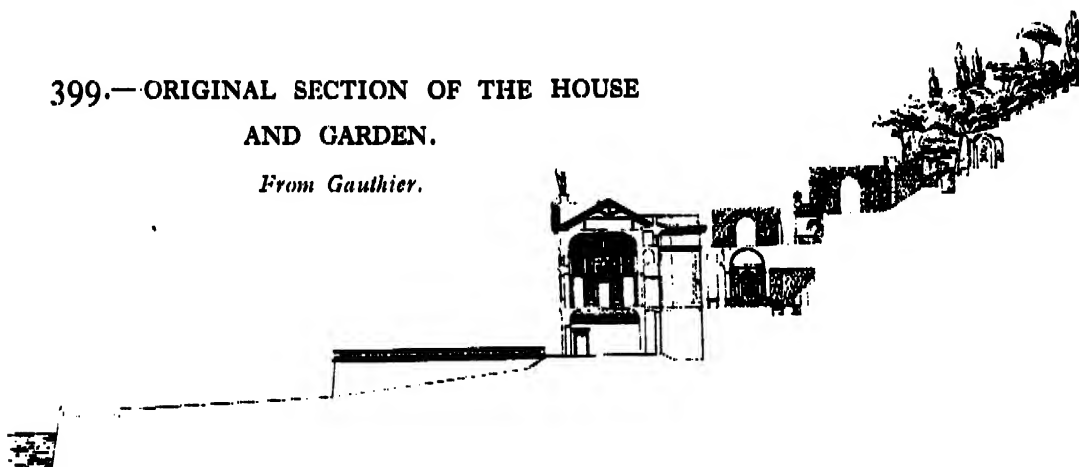 399.—ORIGINAL SECTION OF THE HOUSE
AND GARDEN.
From Gauthier.